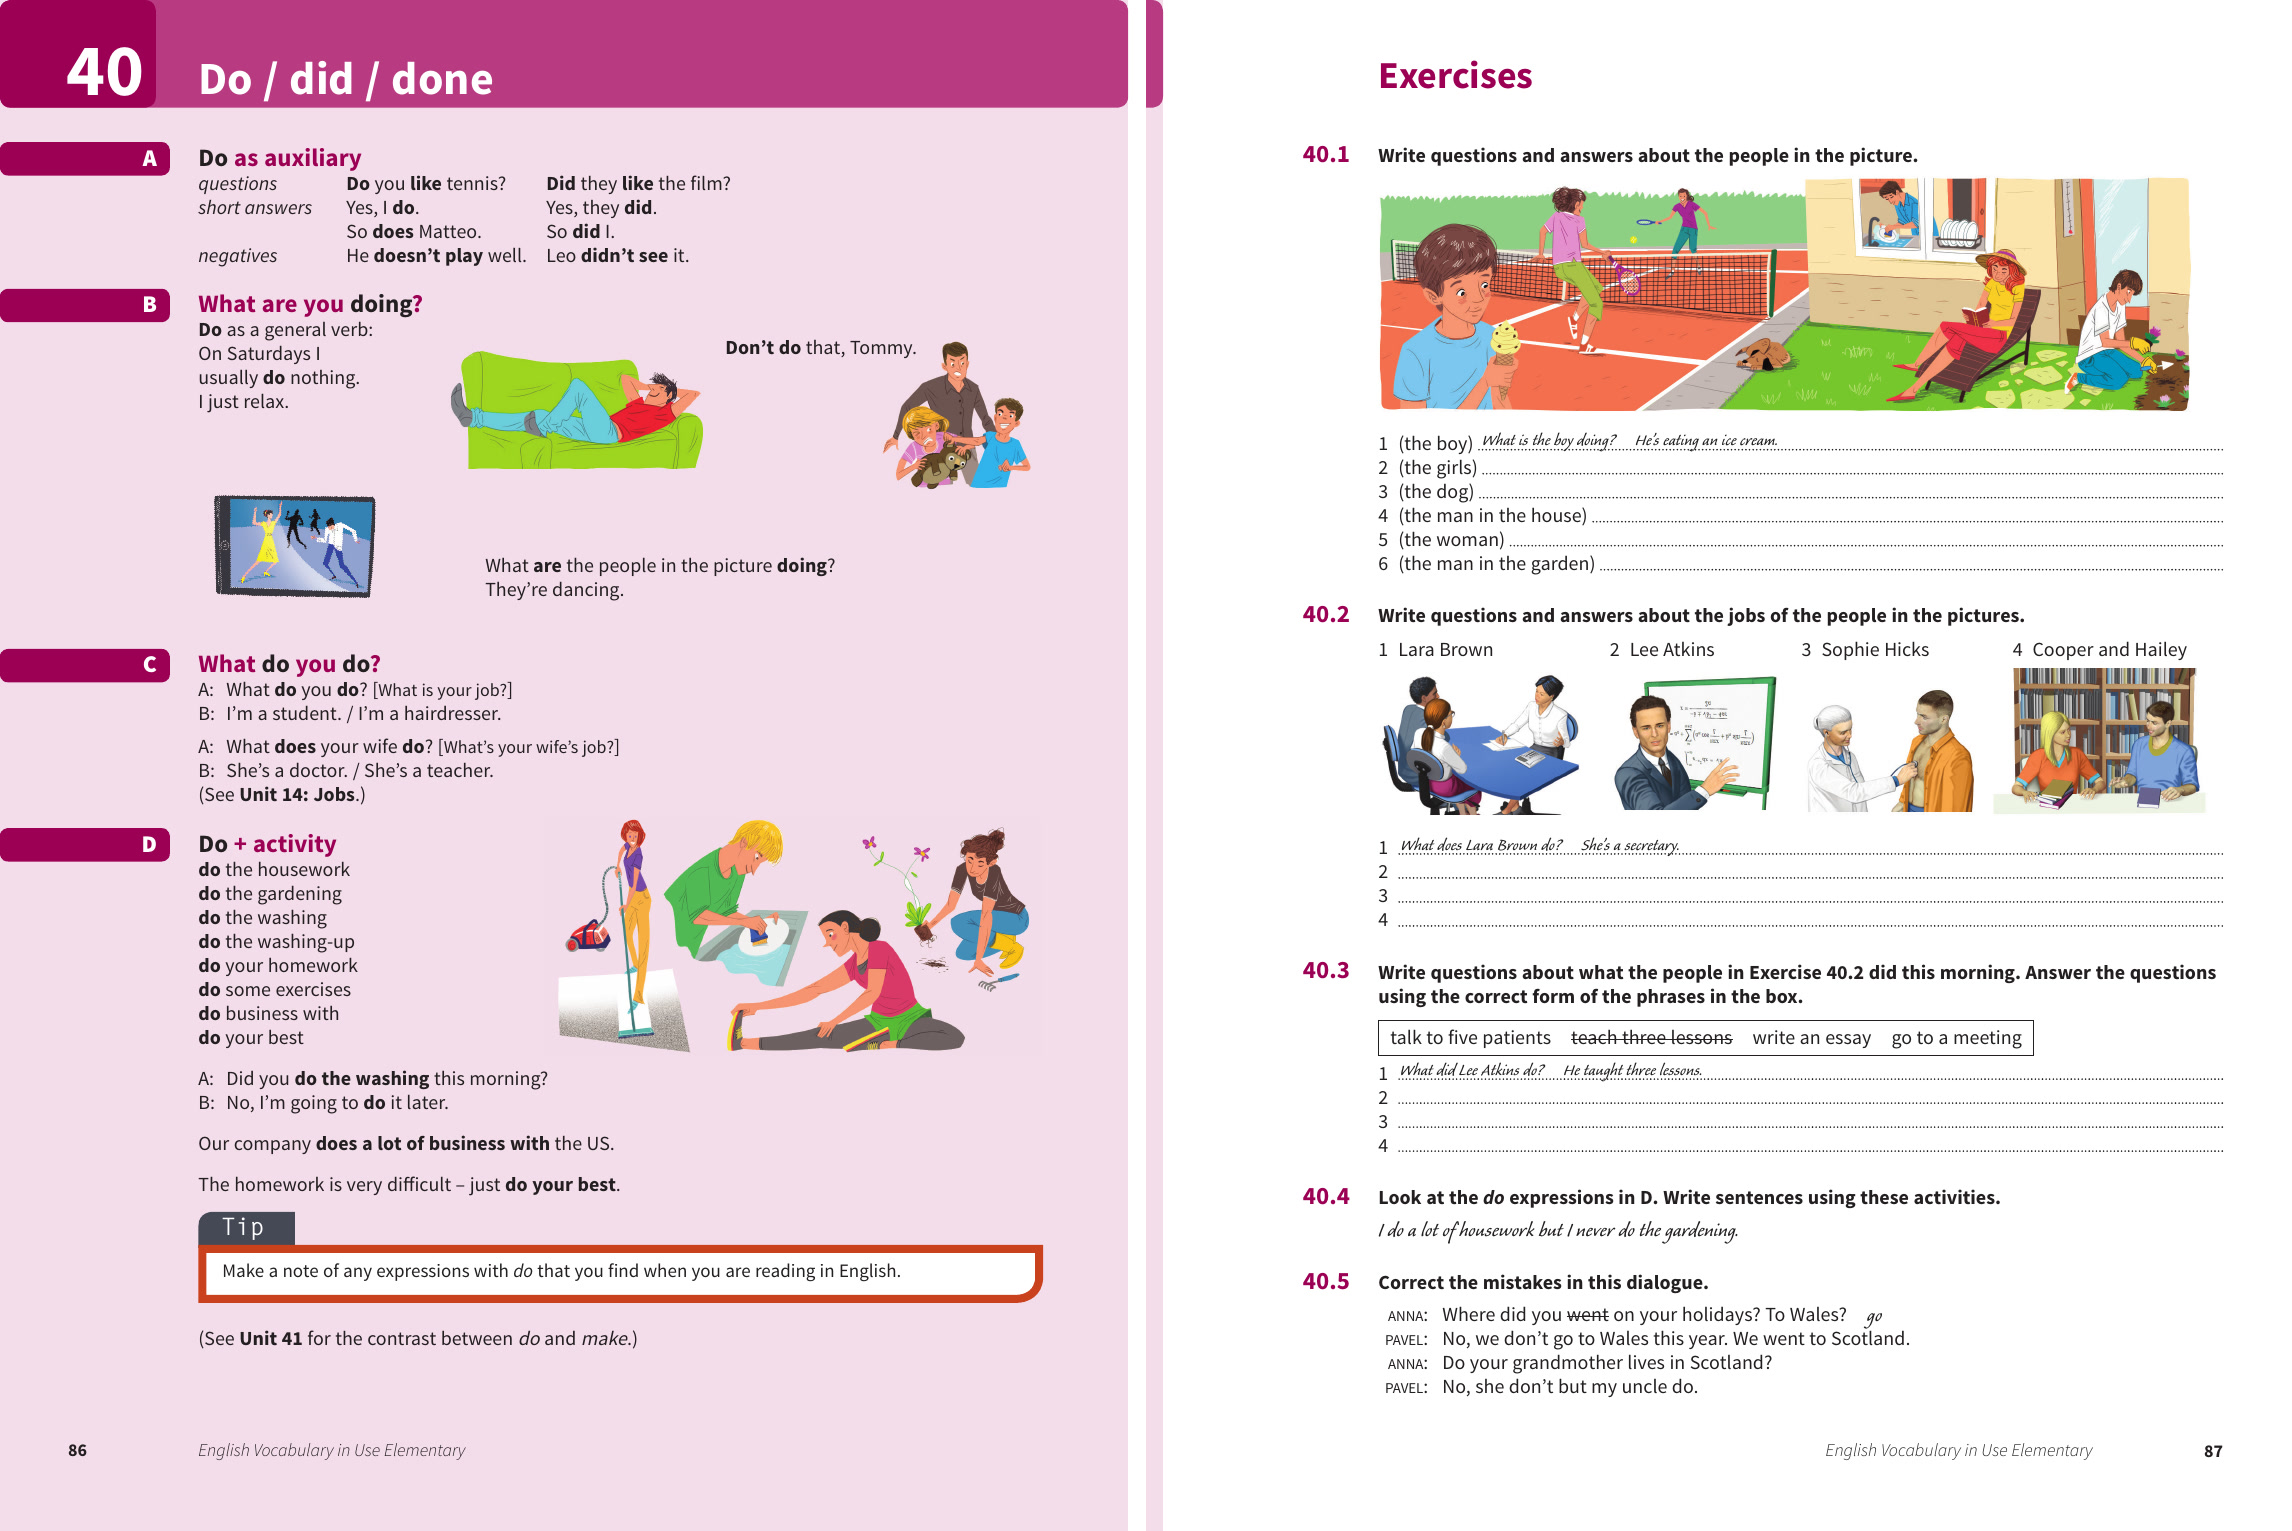 40
Do / did / done
A
Do as auxiliary
questions Do you like tennis? Did they like the film?
short answers Yes, I do. Yes, they did.
So does Matteo. So did I.
negatives He doesn’t play well. Leo didn’t see it.
B
What are you doing?
Do as a general verb:
On Saturdays I
usually do nothing.
I just relax.
Don’t do that, Tommy.
What are the people in the picture doing?
They’re dancing.
C
What do you do?
A: What do you do? [What is your job?]
B: I’m a student. / I’m a hairdresser.
A: What does your wife do? [What’s your wife’s job?]
B: She’s a doctor. / She’s a teacher.
(See Unit 14: Jobs.)
D
Do + activity
do the housework
do the gardening
do the washing
do the washing-up
do your homework
do some exercises
do business with
do your best
A: Did you do the washing this morning?
B: No, I’m going to do it later.
Our company does a lot of business with the US.
The homework is very difficult – just do your best.
Tip
Make a note of any expressions with do that you find when you are reading in English.
(See Unit 41 for the contrast between do and make.)
86 English Vocabulary in Use Elementary
Exercises
40.1 Write questions and answers about the people in the picture.
1 (the boy) What is the boy doing? He’s eating an ice cream.
2 (the girls)
3 (the dog)
4 (the man in the house)
5 (the woman)
6 (the man in the garden)
40.2 Write questions and answers about the jobs of the people in the pictures.
1 Lara Brown 2 Lee Atkins 3 Sophie Hicks 4 Cooper and Hailey
1 What does Lara Brown do? She’s a secretary.
2
3
4
40.3 Write questions about what the people in Exercise 40.2 did this morning. Answer the questions
using the correct form of the phrases in the box.
talk to five patients teach three lessons write an essay go to a meeting
1 What did Lee Atkins do? He taught three lessons.
2
3
4
40.4 Look at the do expressions in D. Write sentences using these activities.
I do a lot of housework but I never do the gardening.
40.5 Correct the mistakes in this dialogue.
ANNA: Where did you went on your holidays? To Wales? go
PAVEL: No, we don’t go to Wales this year. We went to Scotland.
ANNA: Do your grandmother lives in Scotland?
PAVEL: No, she don’t but my uncle do.
English Vocabulary in Use Elementary 87